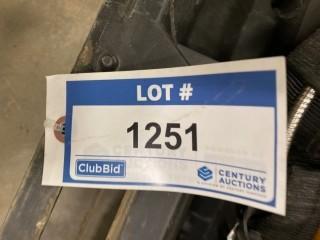 LOT #
1251
ClubBid
CENTURY
AUCTIONS